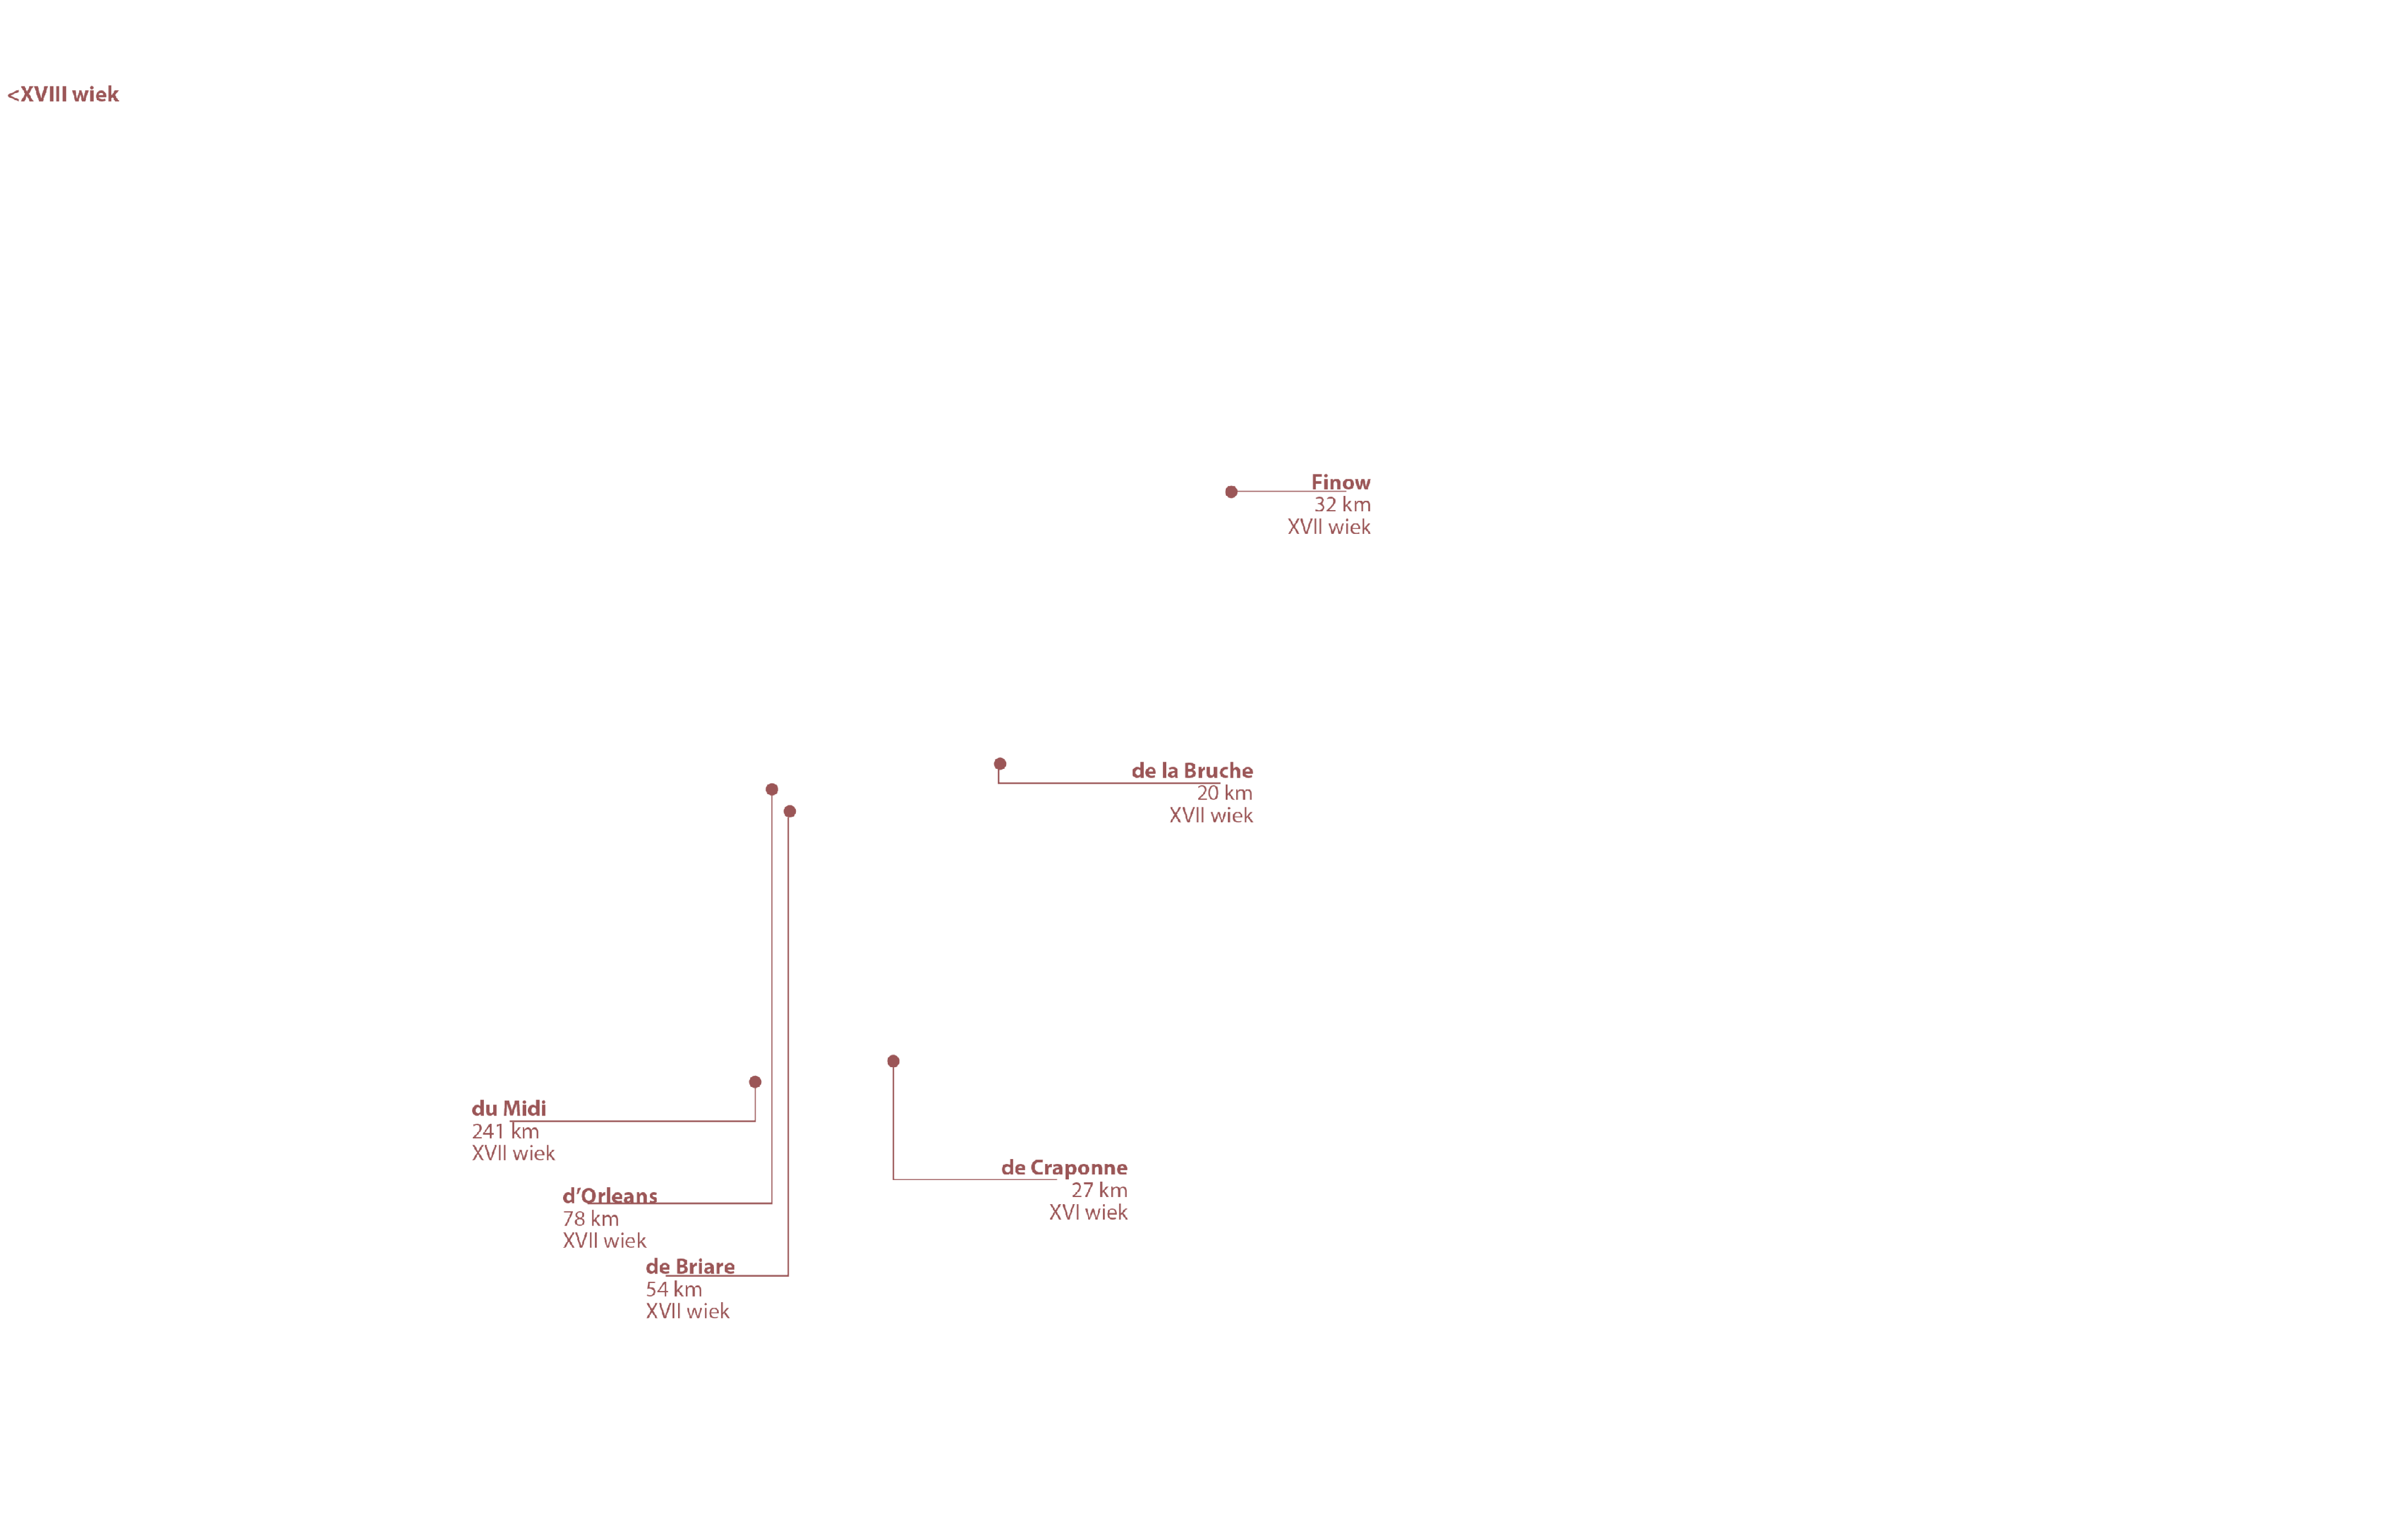 <XVIII wiek
Finow
32 km
XVII wiek
de la Bruche
20 km
XVII wiek
du Midi
241 km
XVII wiek
de Craponne
27 km
XVI wiek
d’Orleans
78 km
XVII wiek
de Briare
54 km
XVII wiek